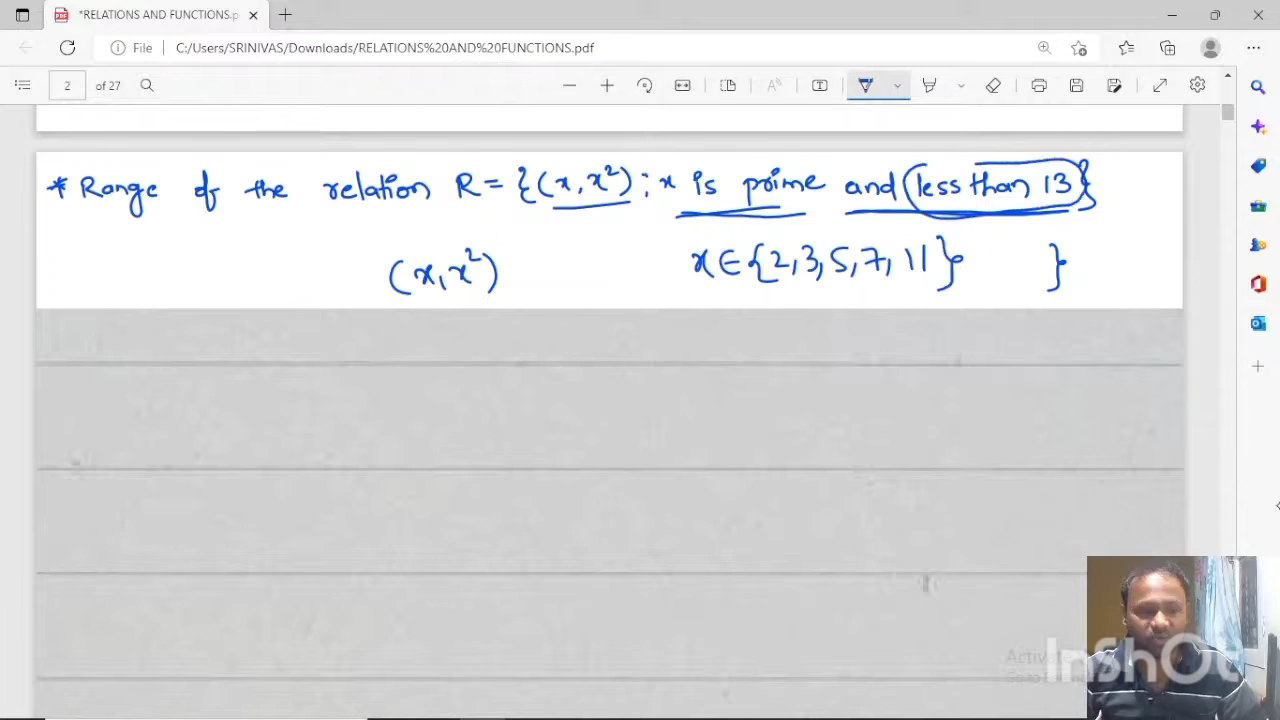 *RELATIONS AND FUNCTIONS.p
File C:/Users/SRINIVAS/Downloads/RELATIONS%20AND%20FUNCTIONS.pdf
2 of 27
* Range of the relation R = {(x, x²) : x is prime and (less than 13}
(x, x²) x ∈ {2, 3, 5, 7, 11} }
InShOt